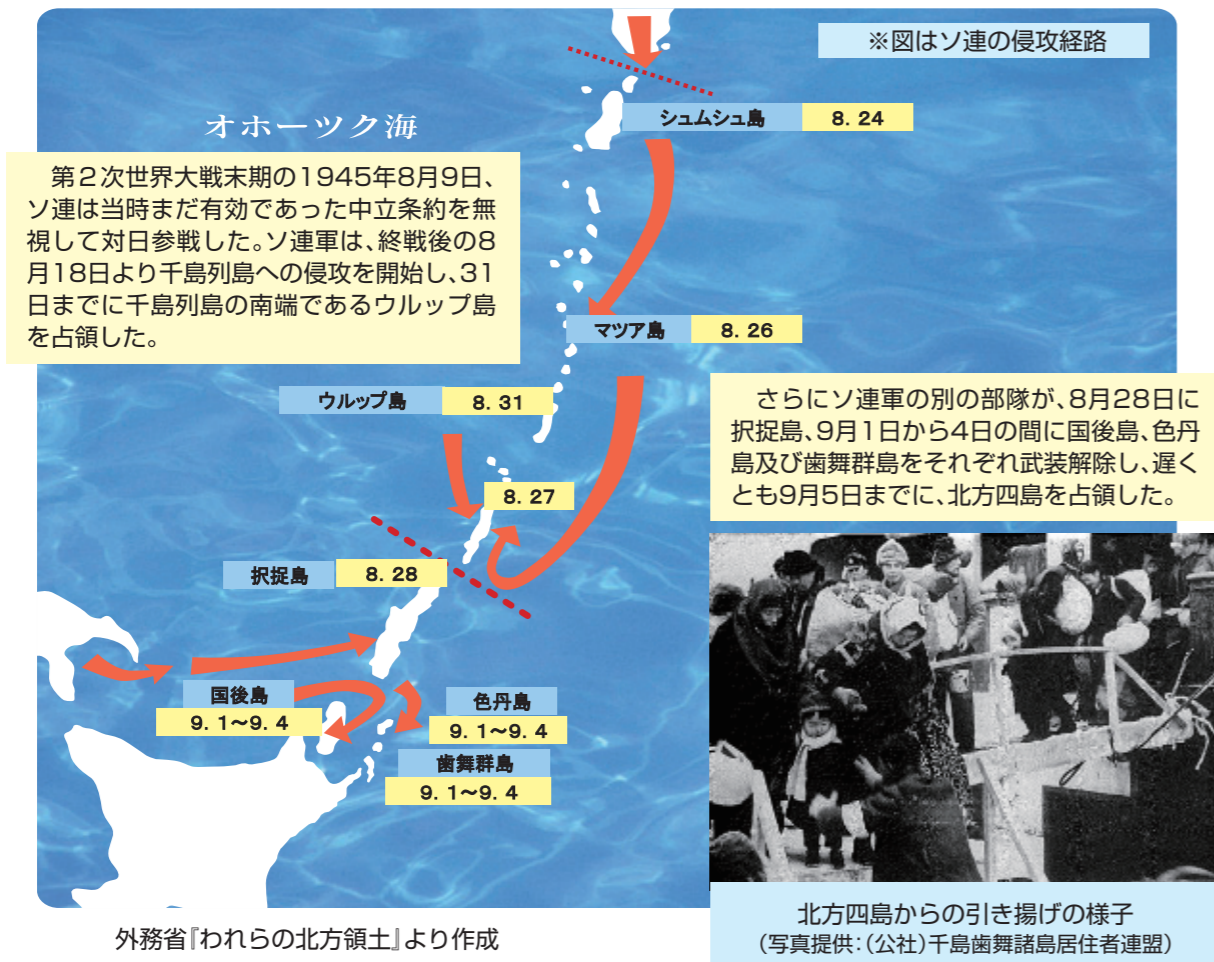 ※図はソ連の侵攻経路
シュムシュ島 8. 24
オホーツク海
第2次世界大戦末期の1945年8月9日、
ソ連は当時まだ有効であった中立条約を無
視して対日参戦した。ソ連軍は、終戦後の8
月18日より千島列島への侵攻を開始し、31
日までに千島列島の南端であるウルップ島
を占領した。
マツア島 8. 26
ウルップ島 8. 31
さらにソ連軍の別の部隊が、8月28日に
択捉島、9月1日から4日の間に国後島、色丹
島及び歯舞群島をそれぞれ武装解除し、遅く
とも9月5日までに、北方四島を占領した。
8. 27
択捉島 8. 28
国後島
9. 1～9. 4
色丹島
9. 1～9. 4
歯舞群島
9. 1～9. 4
北方四島からの引き揚げの様子
（写真提供：（公社）千島歯舞諸島居住者連盟）
外務省『われらの北方領土』より作成